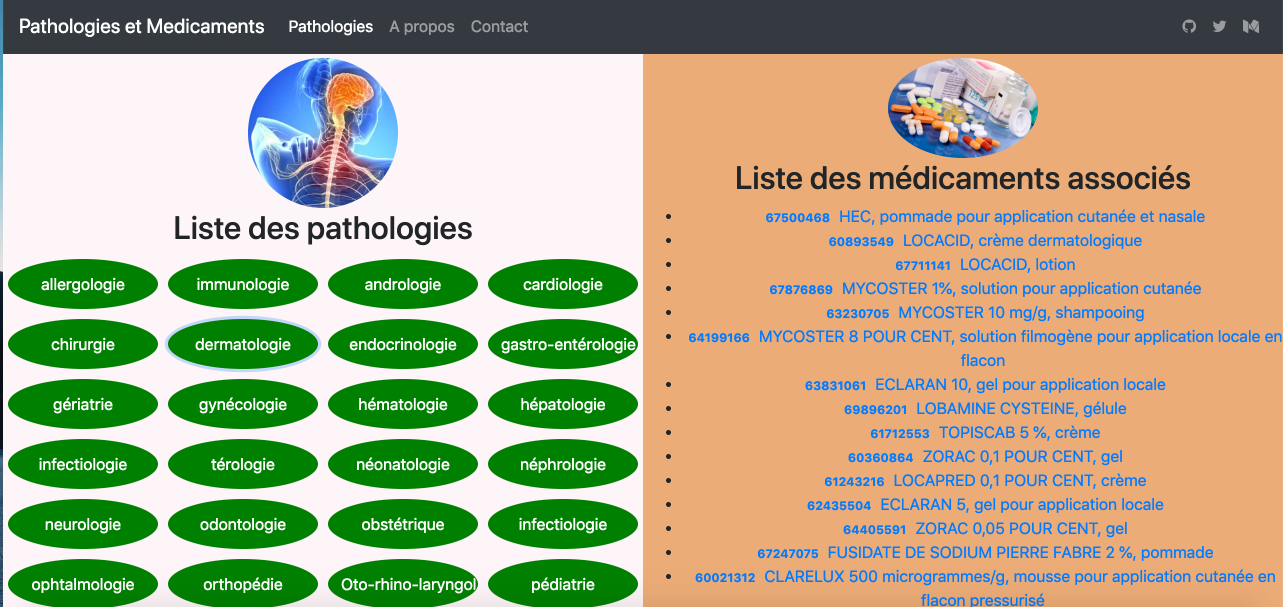 Pathologies et Medicaments Pathologies A propos Contact
Liste des pathologies
allergologie immunologie andrologie cardiologie
chirurgie dermatologie endocrinologie gastro-entérologie
gériatrie gynécologie hématologie hépatologie
infectiologie térologie néonatologie néphrologie
neurologie odontologie obstétrique infectiologie
ophtalmologie orthopédie Oto-rhino-laryngol pédiatrie
Liste des médicaments associés
67500468 HEC, pommade pour application cutanée et nasale
60893549 LOCACID, crème dermatologique
67711141 LOCACID, lotion
67876869 MYCOSTER 1%, solution pour application cutanée
63230705 MYCOSTER 10 mg/g, shampooing
64199166 MYCOSTER 8 POUR CENT, solution filmogène pour application locale en
flacon
63831061 ECLARAN 10, gel pour application locale
69896201 LOBAMINE CYSTEINE, gélule
61712553 TOPISCAB 5 %, crème
60360864 ZORAC 0,1 POUR CENT, gel
61243216 LOCAPRED 0,1 POUR CENT, crème
62435504 ECLARAN 5, gel pour application locale
64405591 ZORAC 0,05 POUR CENT, gel
67247075 FUSIDATE DE SODIUM PIERRE FABRE 2 %, pommade
60021312 CLARELUX 500 microgrammes/g, mousse pour application cutanée en
flacon pressurisé